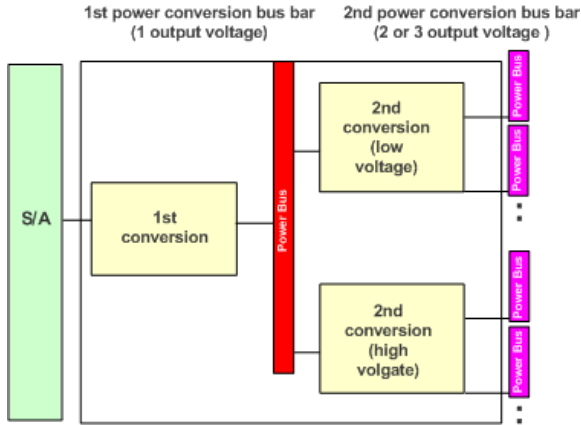 1st power conversion bus bar
(1 output voltage)
2nd power conversion bus bar
(2 or 3 output voltage )
S/A
1st
conversion
Power Bus
2nd
conversion
(low
voltage)
Power Bus
Power Bus
2nd
conversion
(high
volgate)
Power Bus
Power Bus